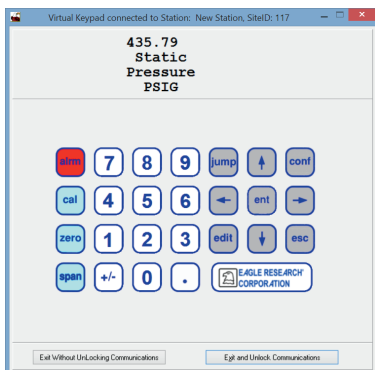 Virtual Keypad connected to Station: New Station, SiteID: 117
435.79
Static
Pressure
PSIG
alrm 7 8 9 jump conf
cal 4 5 6 ent
zero 1 2 3 edit esc
span +/- 0 . EAGLE RESEARCH
CORPORATION
Exit Without UnLocking Communications Exit and Unlock Communications